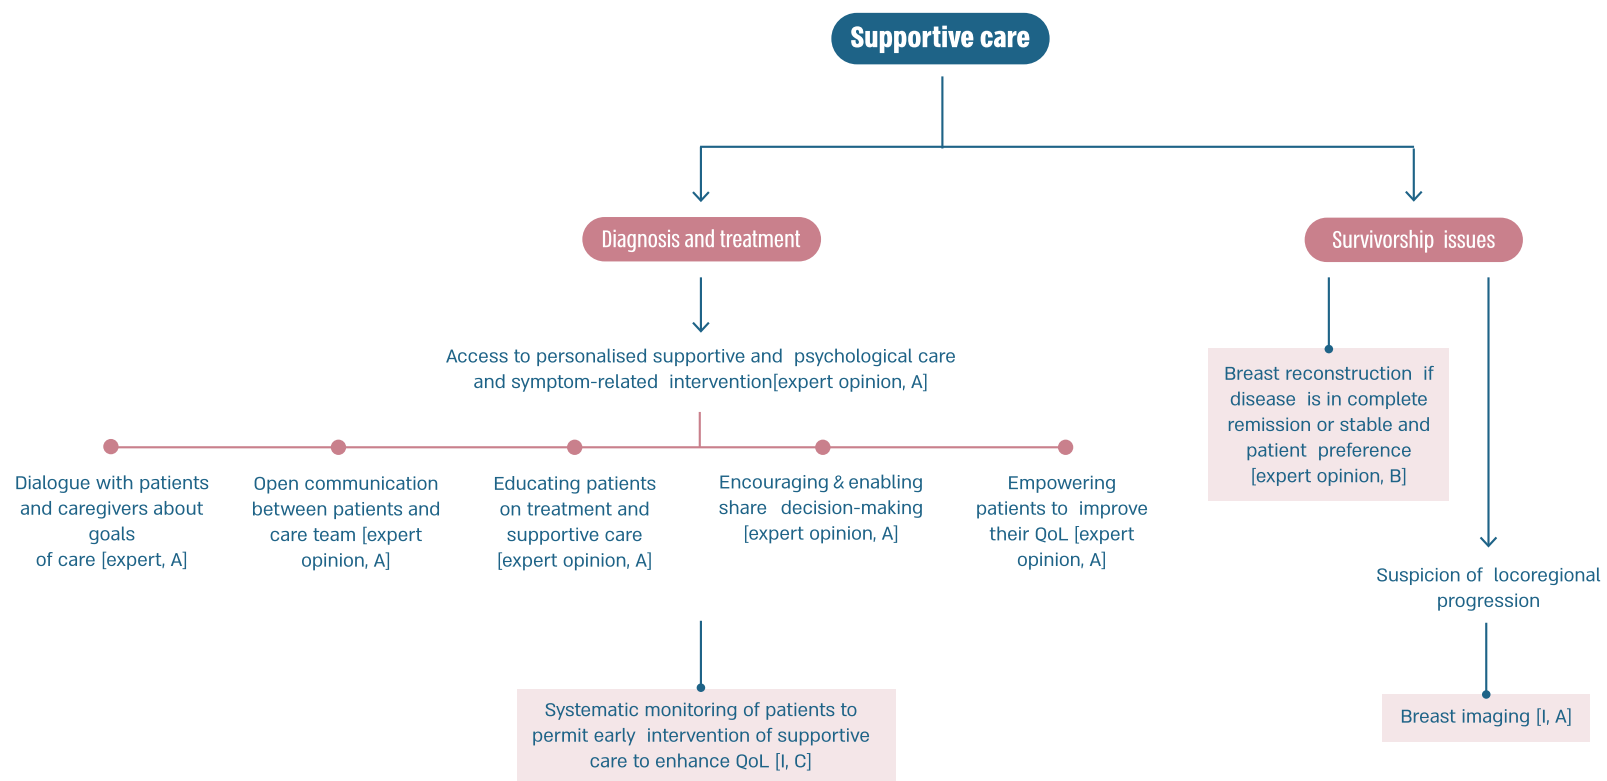 Supportive care
Diagnosis and treatment
Survivorship issues
Access to personalised supportive and psychological care
and symptom-related intervention[expert opinion, A]
Dialogue with patients
and caregivers about
goals
of care [expert, A]
Open communication
between patients and
care team [expert
opinion, A]
Educating patients
on treatment and
supportive care
[expert opinion, A]
Encouraging & enabling
share decision-making
[expert opinion, A]
Empowering
patients to improve
their QoL [expert
opinion, A]
Systematic monitoring of patients to
permit early intervention of supportive
care to enhance QoL [I, C]
Breast reconstruction if
disease is in complete
remission or stable and
patient preference
[expert opinion, B]
Suspicion of locoregional
progression
Breast imaging [I, A]